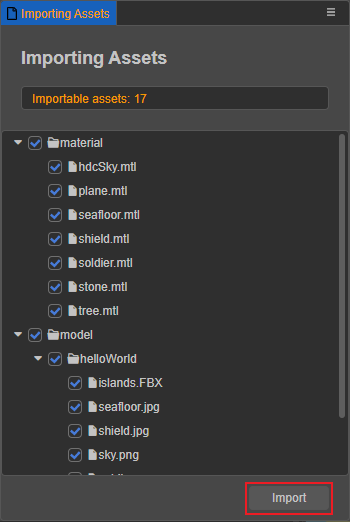 Importing Assets
Importing Assets
Importable assets: 17
material
hdcSky.mtl
plane.mtl
seafloor.mtl
shield.mtl
soldier.mtl
stone.mtl
tree.mtl
model
helloWorld
islands.FBX
seafloor.jpg
shield.jpg
sky.png
Import